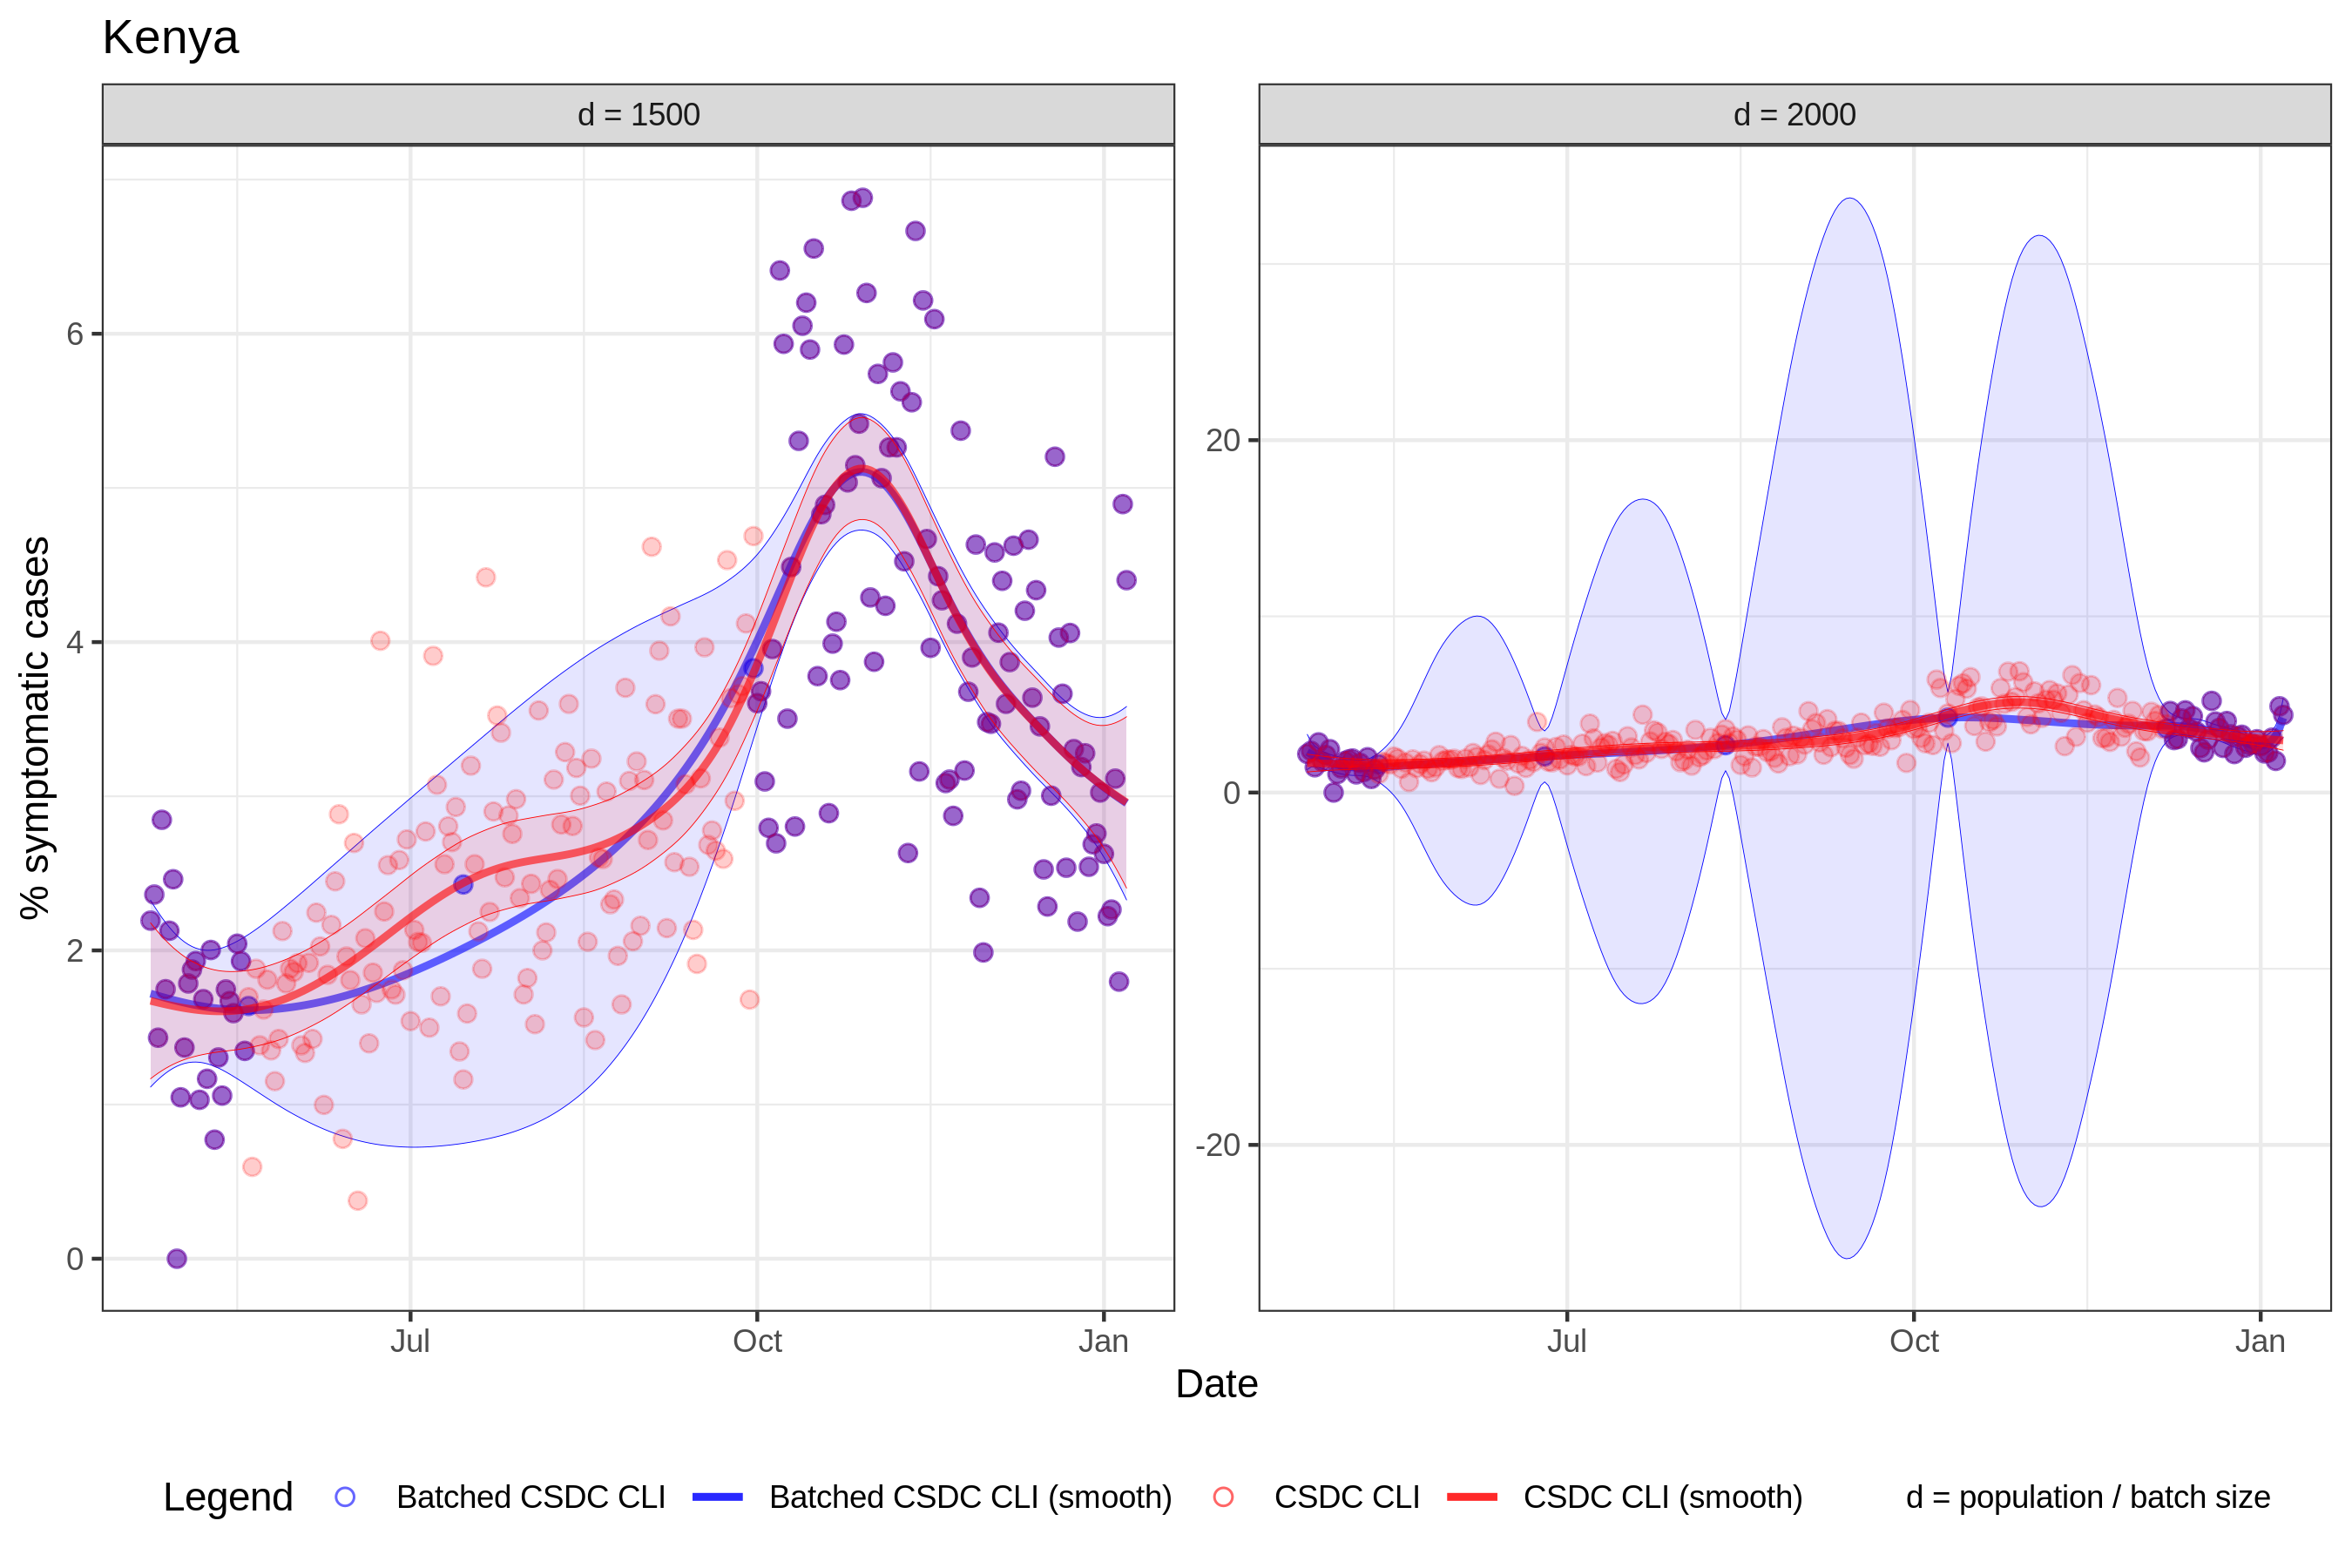 Kenya
d = 1500
d = 2000
% symptomatic cases
6
4
2
0
20
0
-20
Jul
Oct
Jan
Jul
Oct
Jan
Date
Legend
Batched CSDC CLI
Batched CSDC CLI (smooth)
CSDC CLI
CSDC CLI (smooth)
d = population / batch size